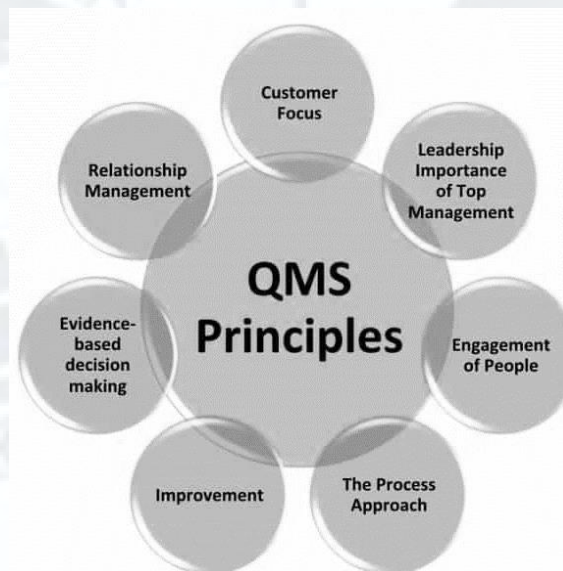 QMS
Principles
Customer
Focus
Leadership
Importance
of Top
Management
Engagement
of People
The Process
Approach
Improvement
Evidence-
based
decision
making
Relationship
Management